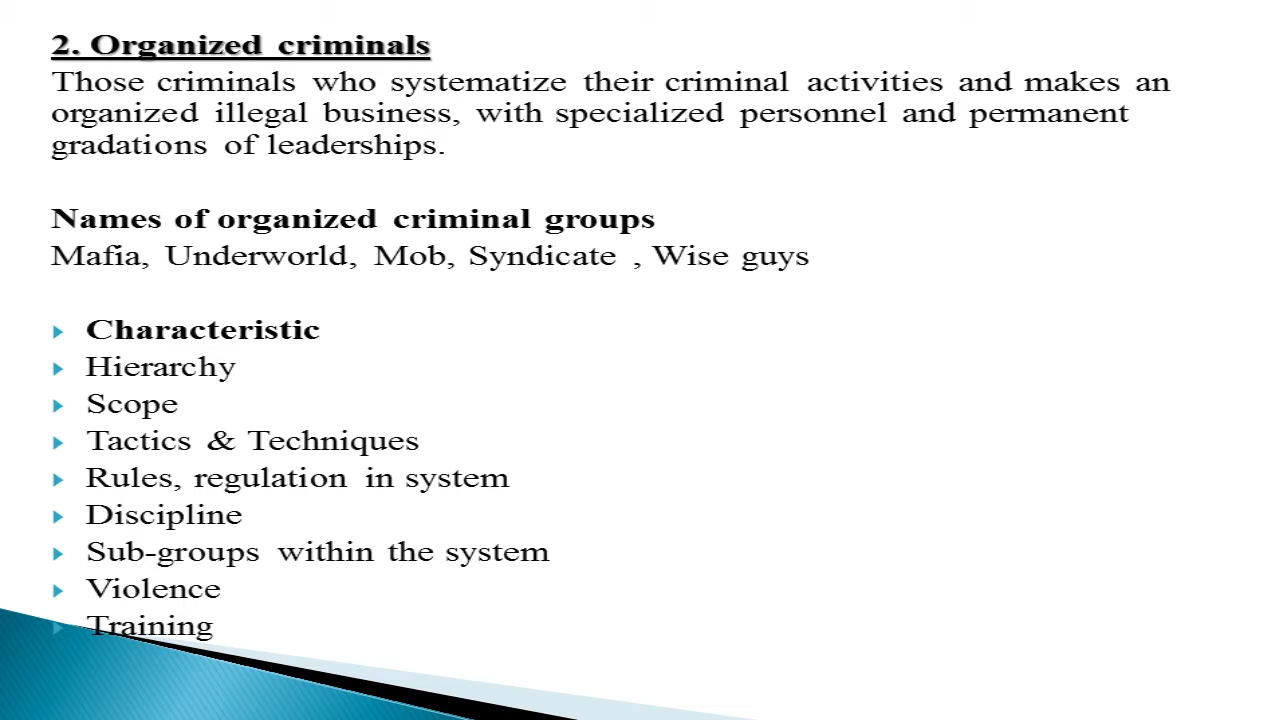 2. Organized criminals
Those criminals who systematize their criminal activities and makes an
organized illegal business, with specialized personnel and permanent
gradations of leaderships.
Names of organized criminal groups
Mafia, Underworld, Mob, Syndicate , Wise guys
Characteristic
Hierarchy
Scope
Tactics & Techniques
Rules, regulation in system
Discipline
Sub-groups within the system
Violence
Training